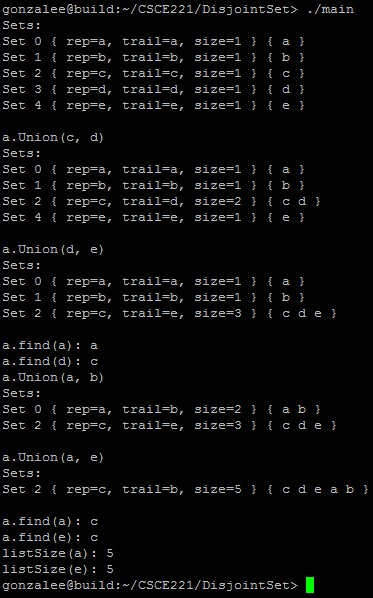 gonzalee@build:~/CSCE221/DisjointSet> ./main
Sets:
Set 0 { rep=a, trail=a, size=1 } { a }
Set 1 { rep=b, trail=b, size=1 } { b }
Set 2 { rep=c, trail=c, size=1 } { c }
Set 3 { rep=d, trail=d, size=1 } { d }
Set 4 { rep=e, trail=e, size=1 } { e }
a.Union(c, d)
Sets:
Set 0 { rep=a, trail=a, size=1 } { a }
Set 1 { rep=b, trail=b, size=1 } { b }
Set 2 { rep=c, trail=d, size=2 } { c d }
Set 4 { rep=e, trail=e, size=1 } { e }
a.Union(d, e)
Sets:
Set 0 { rep=a, trail=a, size=1 } { a }
Set 1 { rep=b, trail=b, size=1 } { b }
Set 2 { rep=c, trail=e, size=3 } { c d e }
a.find(a): a
a.find(d): c
a.Union(a, b)
Sets:
Set 0 { rep=a, trail=b, size=2 } { a b }
Set 2 { rep=c, trail=e, size=3 } { c d e }
a.Union(a, e)
Sets:
Set 2 { rep=c, trail=b, size=5 } { c d e a b }
a.find(a): c
a.find(e): c
listSize(a): 5
listSize(e): 5
gonzalee@build:~/CSCE221/DisjointSet>